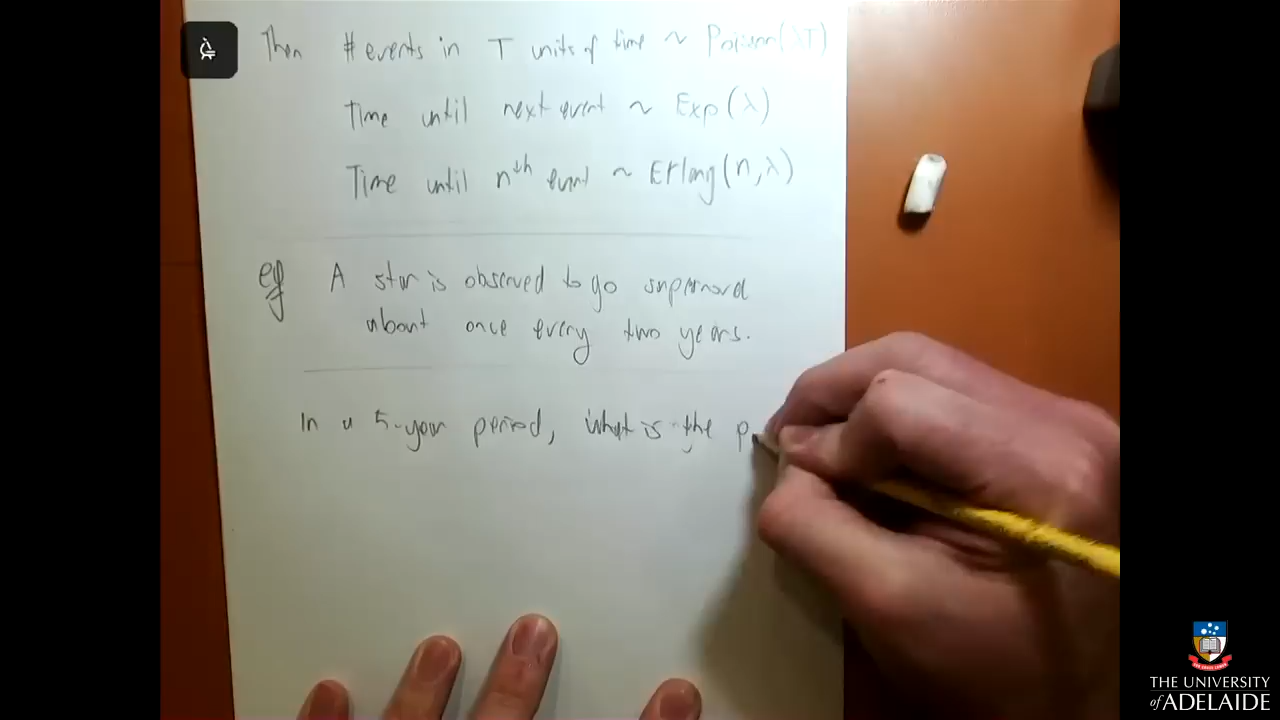 Then # events in T units of time ~ Poisson(λT)
Time until next event ~ Exp(λ)
Time until nth event ~ Erlang(n,λ)
eg A star is observed to go supernova
about once every two years.
In a 5-year period, what is the p
THE UNIVERSITY
of ADELAIDE